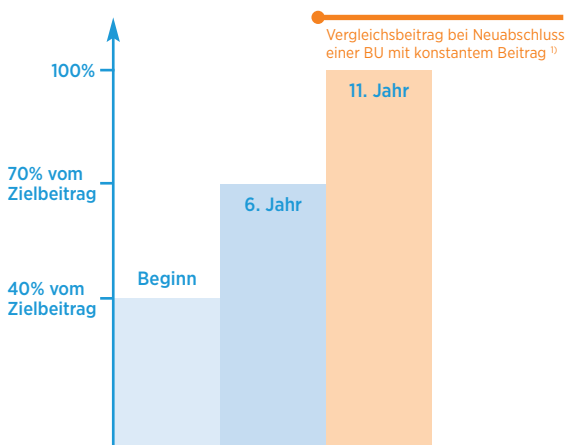 Vergleichsbeitrag bei Neuabschluss
einer BU mit konstantem Beitrag 1)
100%
11. Jahr
70% vom
Zielbeitrag
6. Jahr
Beginn
40% vom
Zielbeitrag